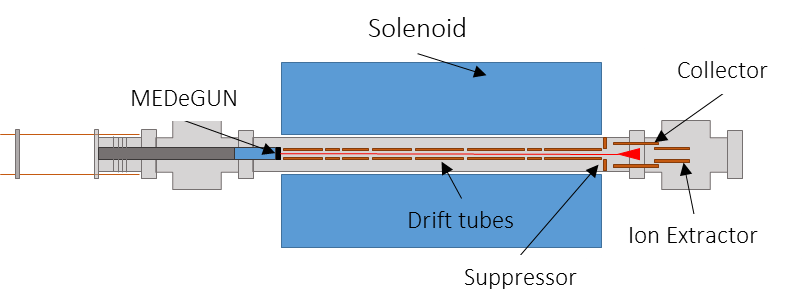 Solenoid
Collector
MEDeGUN
Drift tubes
Ion Extractor
Suppressor